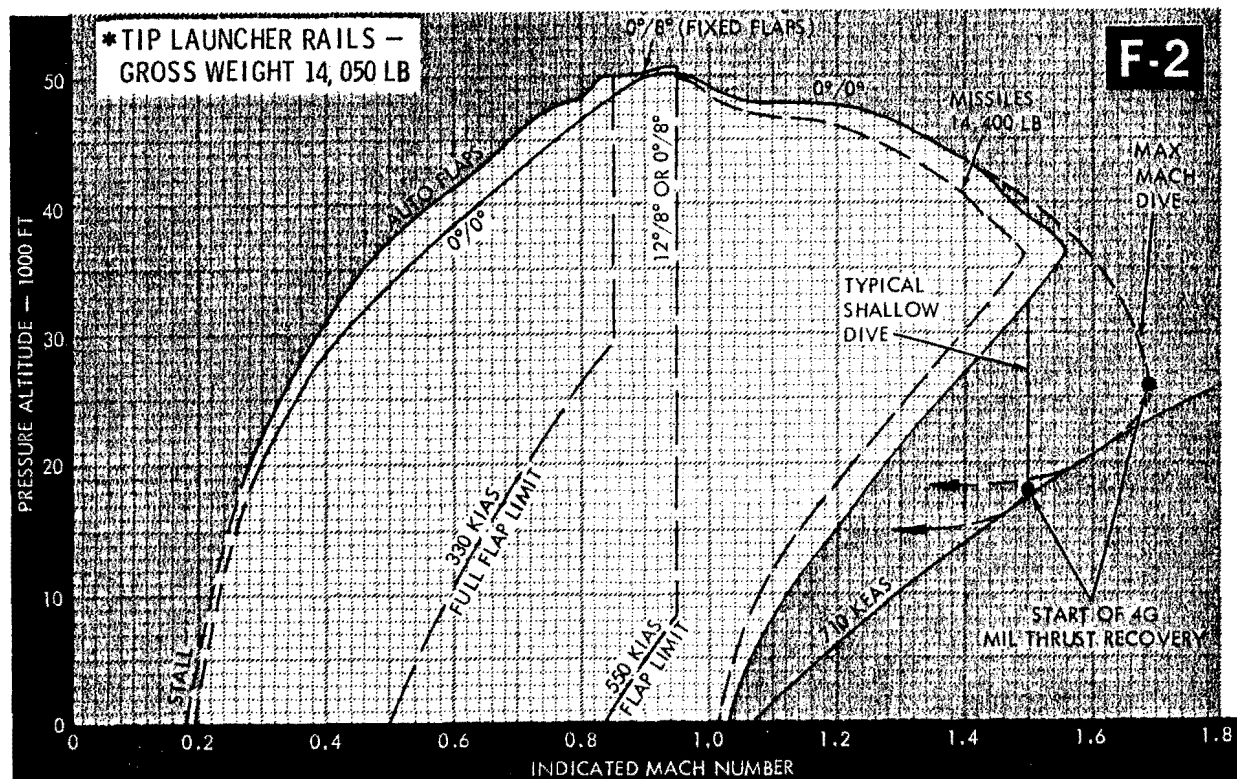 *TIP LAUNCHER RAILS –
GROSS WEIGHT 14,050 LB
0°/8° (FIXED FLAPS)
F-2
0°/0°
MISSILES
14,400 LB
MAX
MACH
DIVE
AUTO FLAPS
0°/0°
12°/8° OR 0°/8°
TYPICAL
SHALLOW
DIVE
330 KIAS
FULL FLAP LIMIT
550 KIAS
FLAP LIMIT
710 KEAS
START OF 4G
MIL THRUST RECOVERY
STALL
PRESSURE ALTITUDE – 1000 FT
50
40
30
20
10
0
0 0.2 0.4 0.6 0.8 1.0 1.2 1.4 1.6 1.8
INDICATED MACH NUMBER